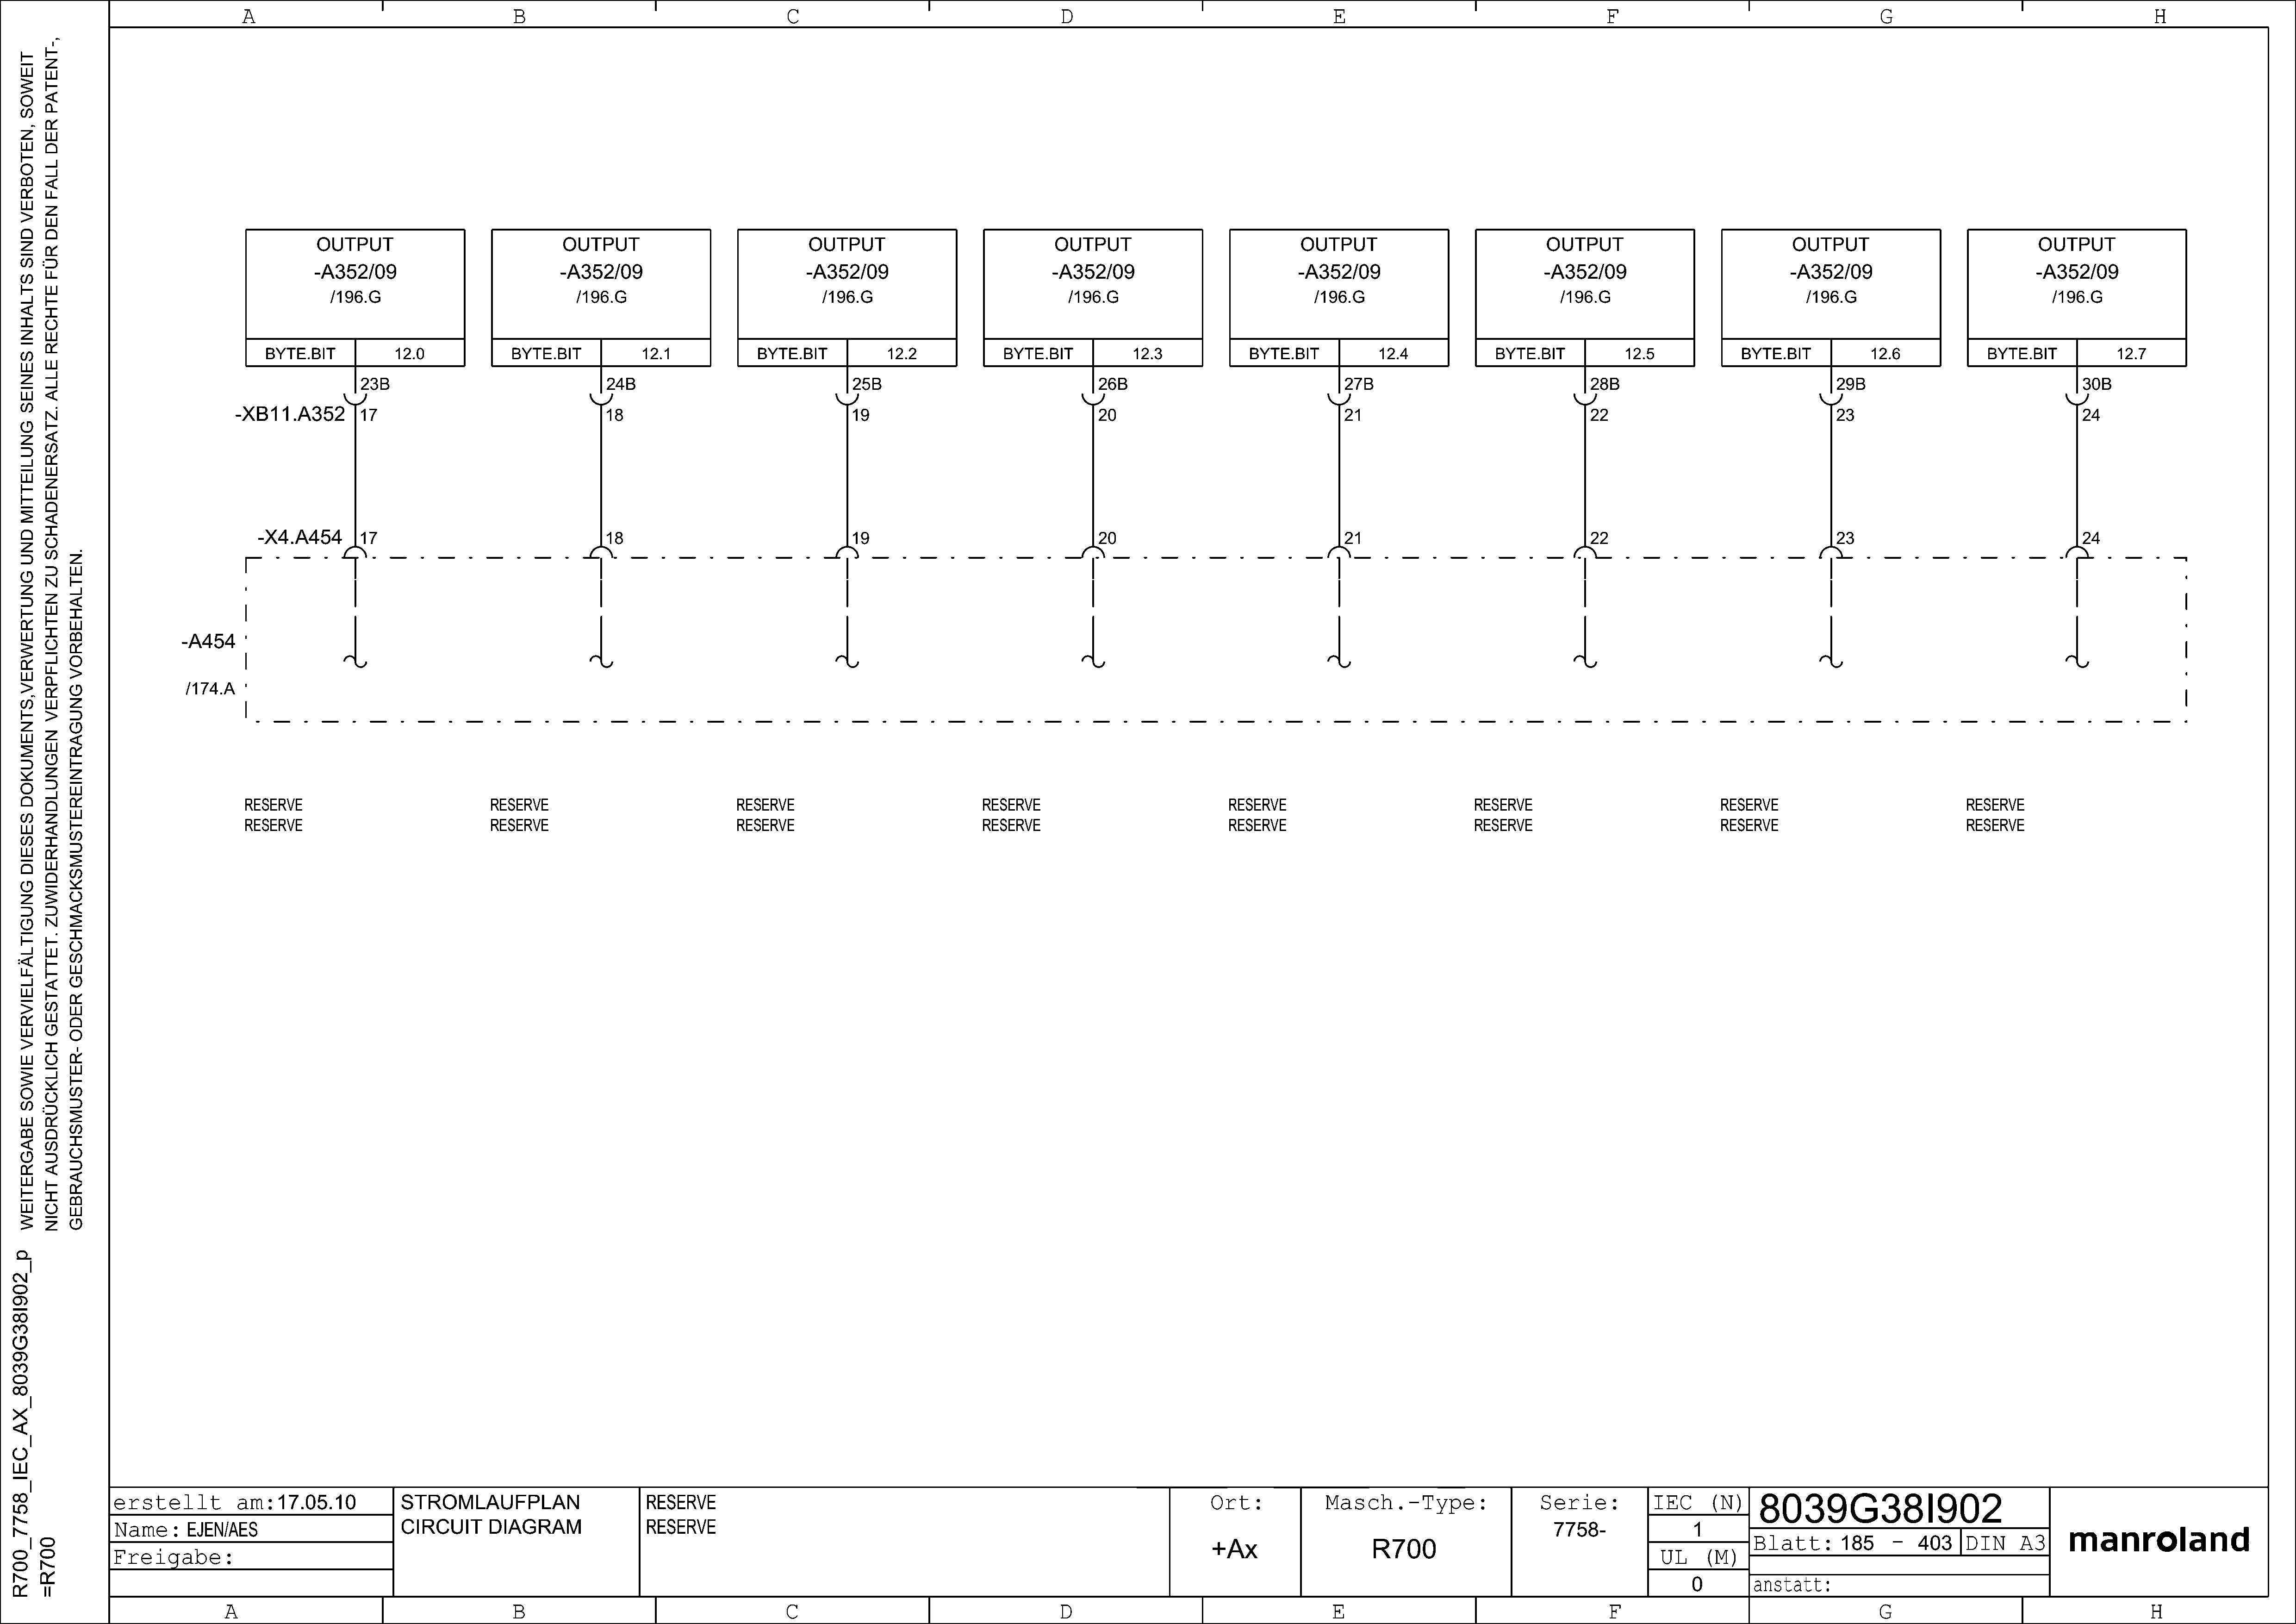 A B C D E F G H
WEITERGABE SOWIE VERVIELFÄLTIGUNG DIESES DOKUMENTS,VERWERTUNG UND MITTEILUNG SEINES INHALTS SIND VERBOTEN, SOWEIT
NICHT AUSDRÜCKLICH GESTATTET. ZUWIDERHANDLUNGEN VERPFLICHTEN ZU SCHADENERSATZ. ALLE RECHTE FÜR DEN FALL DER PATENT-,
GEBRAUCHSMUSTER- ODER GESCHMACKSMUSTEREINTRAGUNG VORBEHALTEN.
R700_7758_IEC_AX_8039G38I902_p
=R700
OUTPUT OUTPUT OUTPUT OUTPUT OUTPUT OUTPUT OUTPUT OUTPUT
-A352/09 -A352/09 -A352/09 -A352/09 -A352/09 -A352/09 -A352/09 -A352/09
/196.G /196.G /196.G /196.G /196.G /196.G /196.G /196.G
BYTE.BIT 12.0 BYTE.BIT 12.1 BYTE.BIT 12.2 BYTE.BIT 12.3 BYTE.BIT 12.4 BYTE.BIT 12.5 BYTE.BIT 12.6 BYTE.BIT 12.7
23B 24B 25B 26B 27B 28B 29B 30B
-XB11.A352 17 18 19 20 21 22 23 24
-X4.A454 17 18 19 20 21 22 23 24
-A454
/174.A
RESERVE RESERVE RESERVE RESERVE RESERVE RESERVE RESERVE RESERVE
RESERVE RESERVE RESERVE RESERVE RESERVE RESERVE RESERVE RESERVE
erstellt am:17.05.10
Name: EJEN/AES
Freigabe:
STROMLAUFPLAN
CIRCUIT DIAGRAM
RESERVE
RESERVE
Ort:
+Ax
Masch.-Type:
R700
Serie:
7758-
IEC (N)
1
UL (M)
0
8039G38I902
Blatt: 185 - 403 DIN A3
anstatt:
manroland
A B C D E F G H